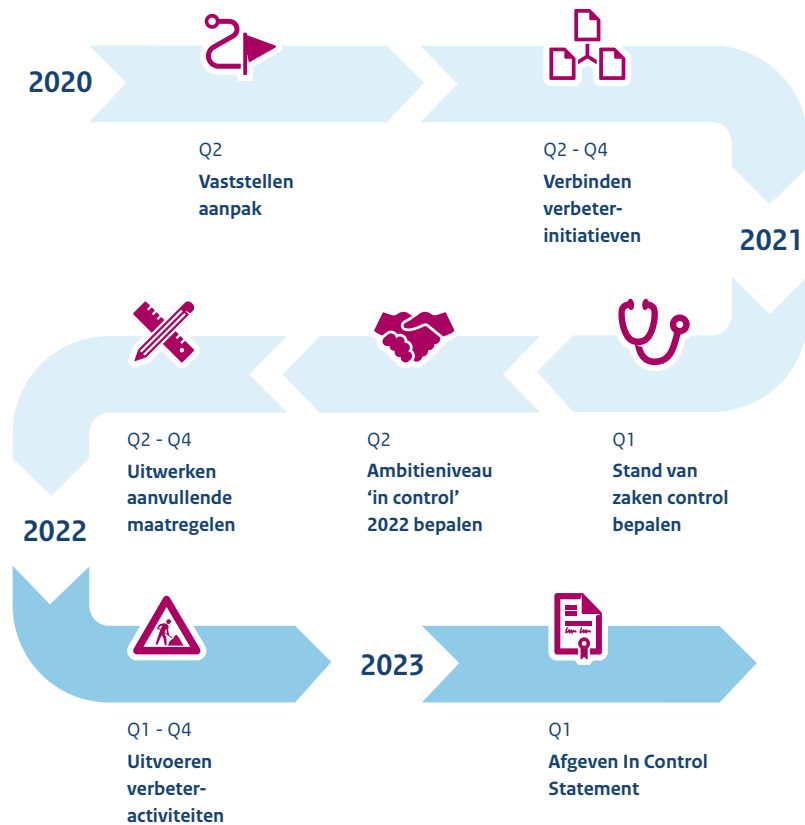 2020
Q2
Vaststellen
aanpak
Q2 - Q4
Verbinden
verbeter-
initiatieven
2021
Q1
Stand van
zaken control
bepalen
Q2
Ambitieniveau
‘in control’
2022 bepalen
Q2 - Q4
Uitwerken
aanvullende
maatregelen
2022
Q1 - Q4
Uitvoeren
verbeter-
activiteiten
2023
Q1
Afgeven In Control
Statement